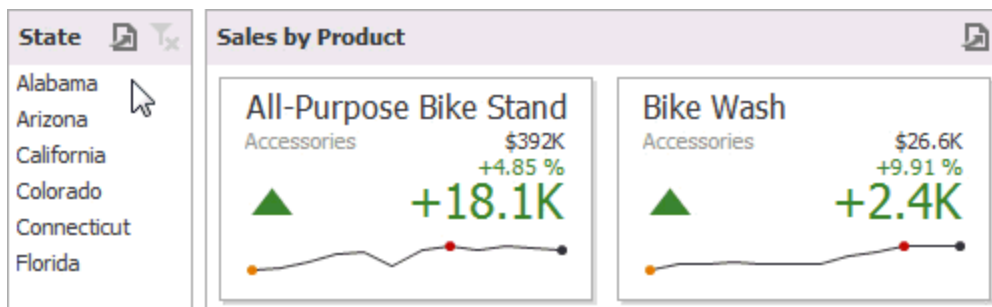 State
Alabama
Arizona
California
Colorado
Connecticut
Florida
Sales by Product
All-Purpose Bike Stand
Accessories
$392K
+4.85 %
+18.1K
Bike Wash
Accessories
$26.6K
+9.91 %
+2.4K